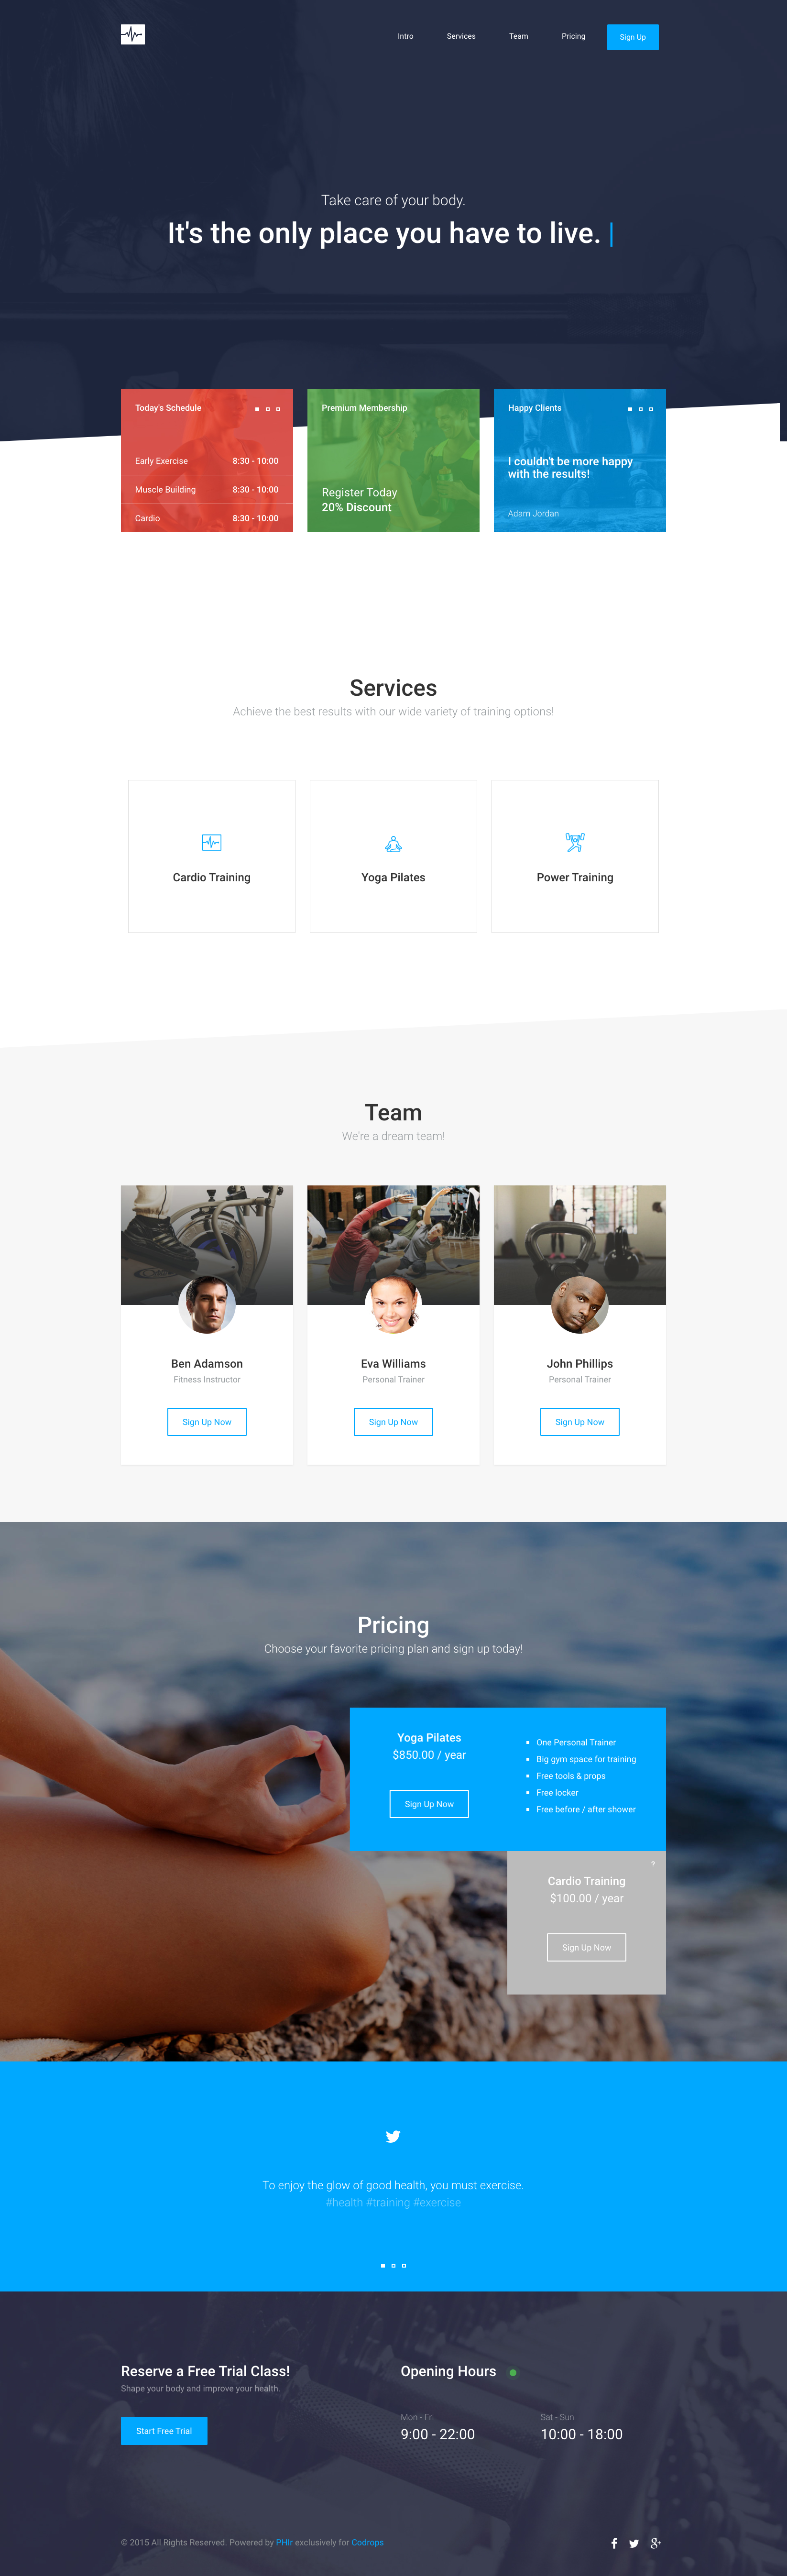 Intro
Services
Team
Pricing
Sign Up
Take care of your body.
It's the only place you have to live. |
Today's Schedule
Early Exercise 8:30 - 10:00
Muscle Building 8:30 - 10:00
Cardio 8:30 - 10:00
Premium Membership
Register Today
20% Discount
Happy Clients
I couldn't be more happy
with the results!
Adam Jordan
Services
Achieve the best results with our wide variety of training options!
Cardio Training
Yoga Pilates
Power Training
Team
We're a dream team!
Ben Adamson
Fitness Instructor
Sign Up Now
Eva Williams
Personal Trainer
Sign Up Now
John Phillips
Personal Trainer
Sign Up Now
Pricing
Choose your favorite pricing plan and sign up today!
Yoga Pilates
$850.00 / year
Sign Up Now
One Personal Trainer
Big gym space for training
Free tools & props
Free locker
Free before / after shower
?
Cardio Training
$100.00 / year
Sign Up Now
To enjoy the glow of good health, you must exercise.
#health #training #exercise
Reserve a Free Trial Class!
Shape your body and improve your health.
Start Free Trial
Opening Hours
Mon - Fri
9:00 - 22:00
Sat - Sun
10:00 - 18:00
© 2015 All Rights Reserved. Powered by PHIr exclusively for Codrops